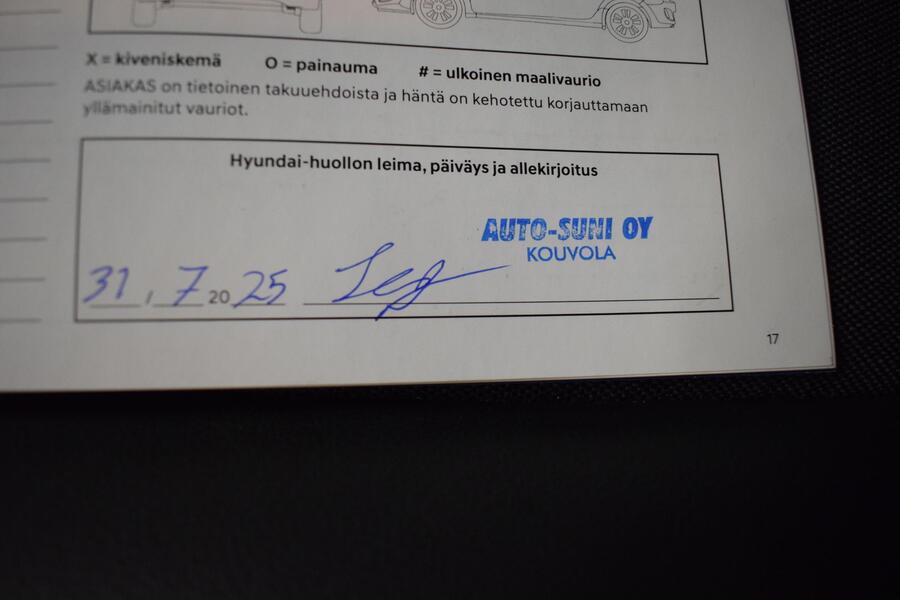 X = kiveniskemä O = painauma # = ulkoinen maalivaurio
ASIAKAS on tietoinen takuuehdoista ja häntä on kehotettu korjauttamaan
yllämainitut vauriot.
Hyundai-huollon leima, päiväys ja allekirjoitus
AUTO-SUNI OY
KOUVOLA
31 / 7 20 25
17